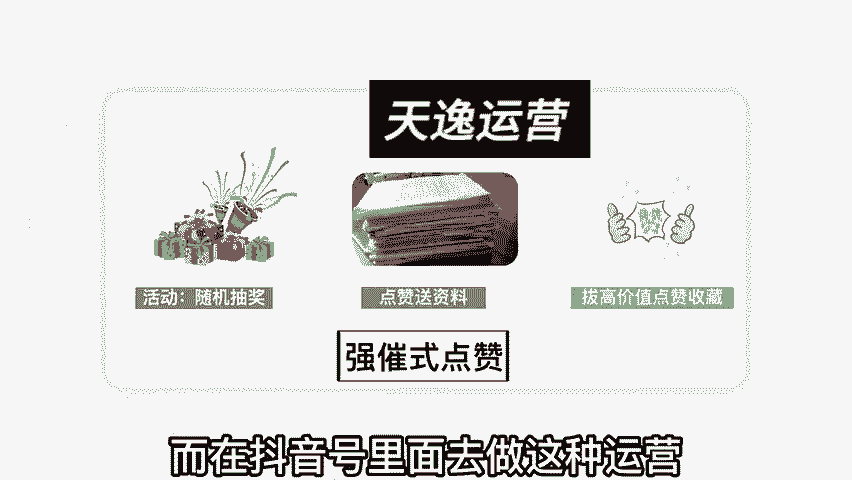 天逸运营
活动：随机抽奖
点赞送资料
拔高价值点赞收藏
强催式点赞
而在抖音号里面去做这种运营